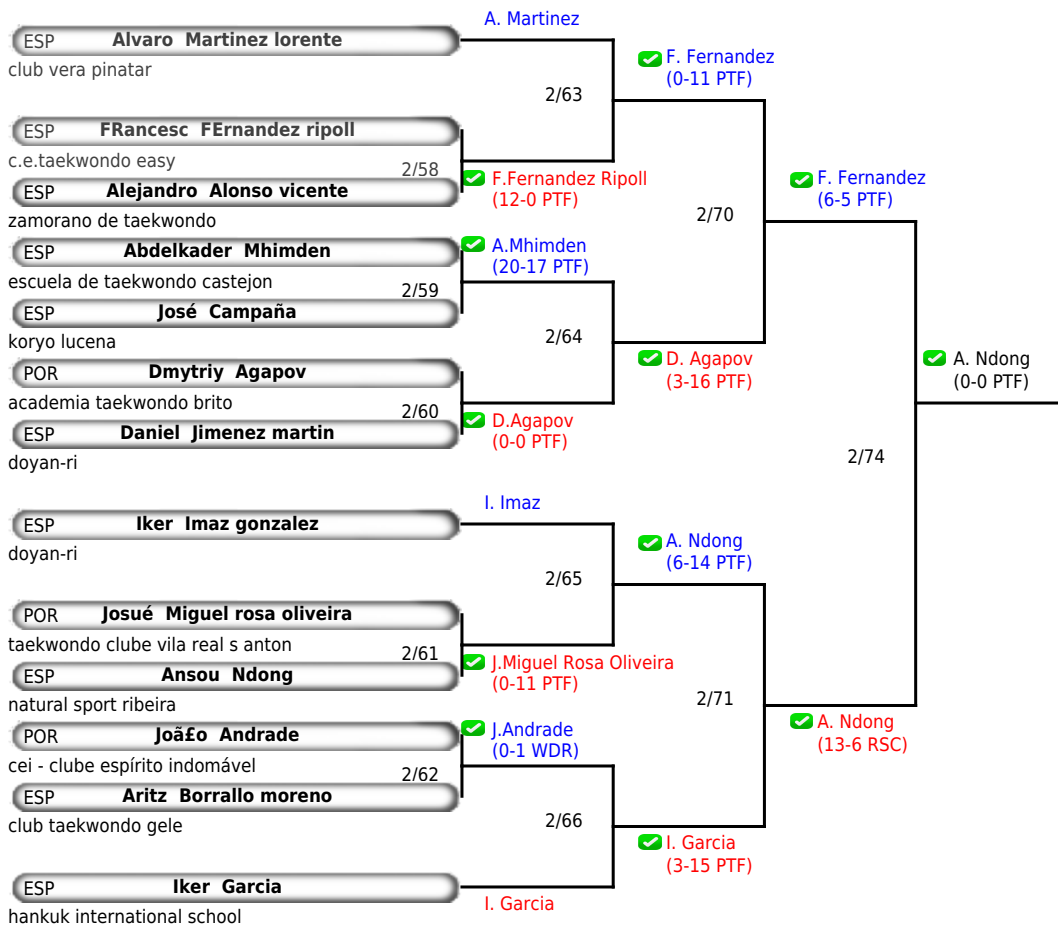 A. Martinez
ESP Alvaro Martinez lorente
club vera pinatar
F. Fernandez
(0-11 PTF)
2/63
ESP FRancesc FErnandez ripoll
c.e.taekwondo easy
2/58
ESP Alejandro Alonso vicente
zamorano de taekwondo
F.Fernandez Ripoll
(12-0 PTF)
F. Fernandez
(6-5 PTF)
2/70
ESP Abdelkader Mhimden
escuela de taekwondo castejon
A.Mhimden
(20-17 PTF)
2/59
ESP José Campaña
koryo lucena
2/64
POR Dmytriy Agapov
academia taekwondo brito
D. Agapov
(3-16 PTF)
A. Ndong
(0-0 PTF)
2/60
ESP Daniel Jimenez martin
doyan-ri
D.Agapov
(0-0 PTF)
2/74
I. Imaz
ESP Iker Imaz gonzalez
doyan-ri
A. Ndong
(6-14 PTF)
2/65
POR Josué Miguel rosa oliveira
taekwondo clube vila real s anton
2/61
ESP Ansou Ndong
natural sport ribeira
J.Miguel Rosa Oliveira
(0-11 PTF)
2/71
POR Joã£o Andrade
cei - clube espírito indomável
J.Andrade
(0-1 WDR)
A. Ndong
(13-6 RSC)
2/62
ESP Aritz Borrallo moreno
club taekwondo gele
2/66
I. Garcia
(3-15 PTF)
ESP Iker Garcia
hankuk international school
I. Garcia